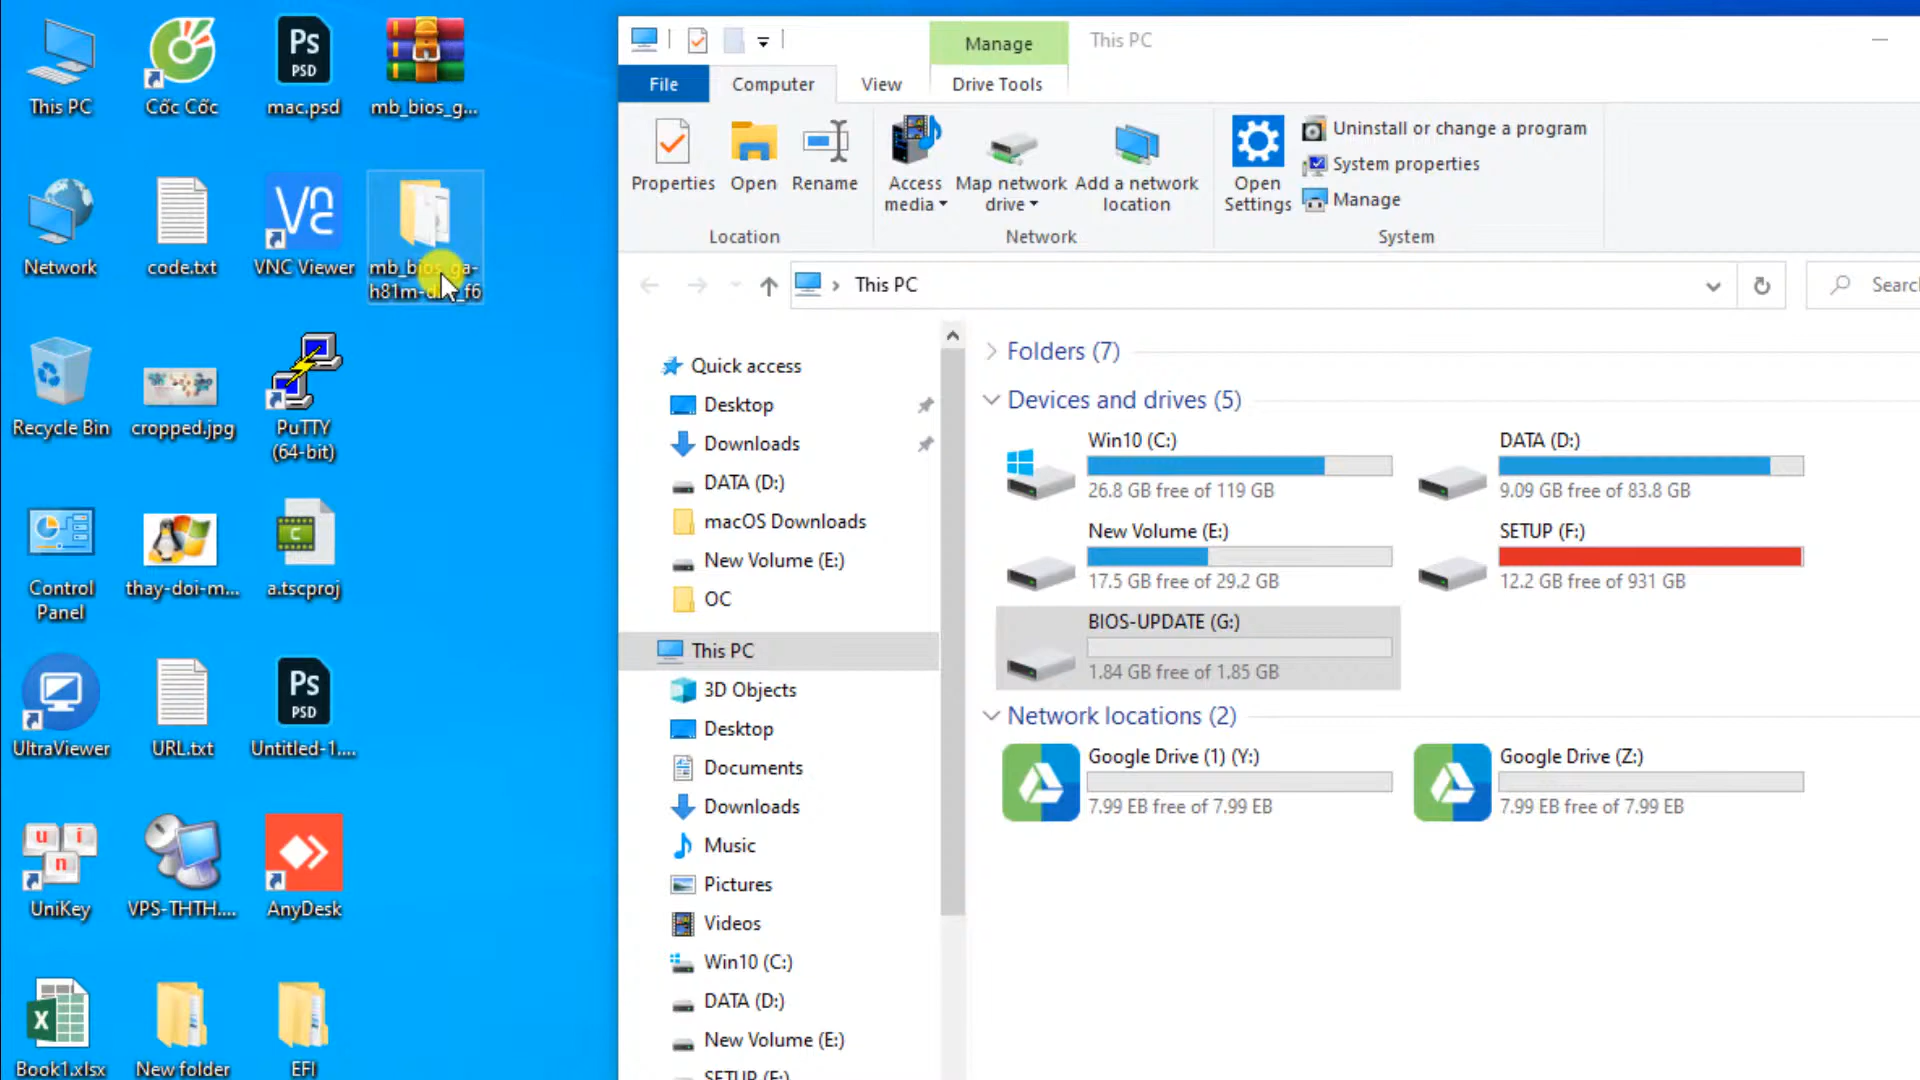 This PC
Cốc Cốc
mac.psd
mb_bios_g...
Network
code.txt
VNC Viewer
mb_bios_ga-
h81m-d
_f6
Recycle Bin
cropped.jpg
PuTTY
(64-bit)
Control
Panel
thay-doi-m...
a.tscproj
UltraViewer
URL.txt
Untitled-1....
UniKey
VPS-THTH....
AnyDesk
Book1.xlsx
New folder
EFI
Ps
PSD
Ps
PSD
Manage
This PC
File
Computer
View
Drive Tools
Properties
Open
Rename
Access
media
Map network
drive
Add a network
location
Open
Settings
Uninstall or change a program
System properties
Manage
Location
Network
System
This PC
Searc
Quick access
Desktop
Downloads
DATA (D:)
macOS Downloads
New Volume (E:)
OC
This PC
3D Objects
Desktop
Documents
Downloads
Music
Pictures
Videos
Win10 (C:)
DATA (D:)
New Volume (E:)
SETUP (F:)
Folders (7)
Devices and drives (5)
Win10 (C:)
26.8 GB free of 119 GB
DATA (D:)
9.09 GB free of 83.8 GB
New Volume (E:)
17.5 GB free of 29.2 GB
SETUP (F:)
12.2 GB free of 931 GB
BIOS-UPDATE (G:)
1.84 GB free of 1.85 GB
Network locations (2)
Google Drive (1) (Y:)
7.99 EB free of 7.99 EB
Google Drive (Z:)
7.99 EB free of 7.99 EB